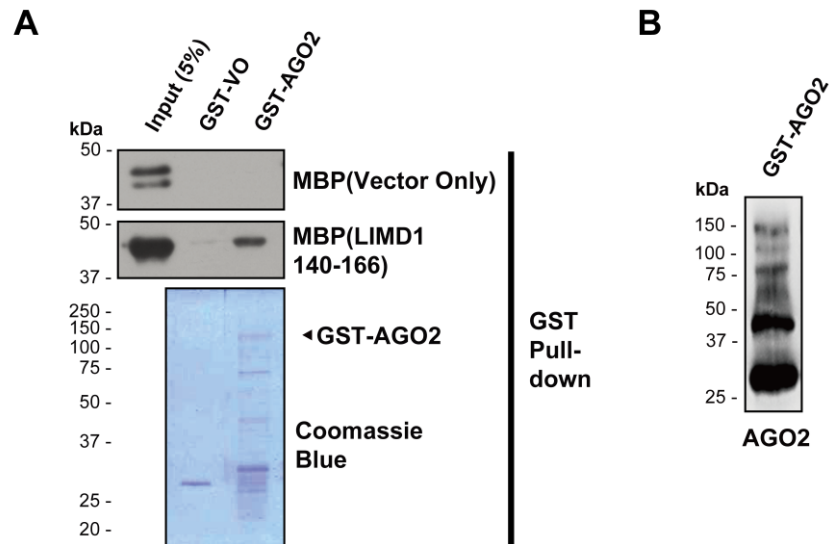 A
Input (5%)
GST-VO
GST-AGO2
kDa
50 -
37 -
MBP(Vector Only)
50 -
37 -
MBP(LIMD1
140-166)
250 -
150 -
100 -
75 -
50 -
37 -
25 -
20 -
GST-AGO2
Coomassie
Blue
GST
Pull-
down
B
GST-AGO2
kDa
150 -
100 -
75 -
50 -
37 -
25 -
AGO2